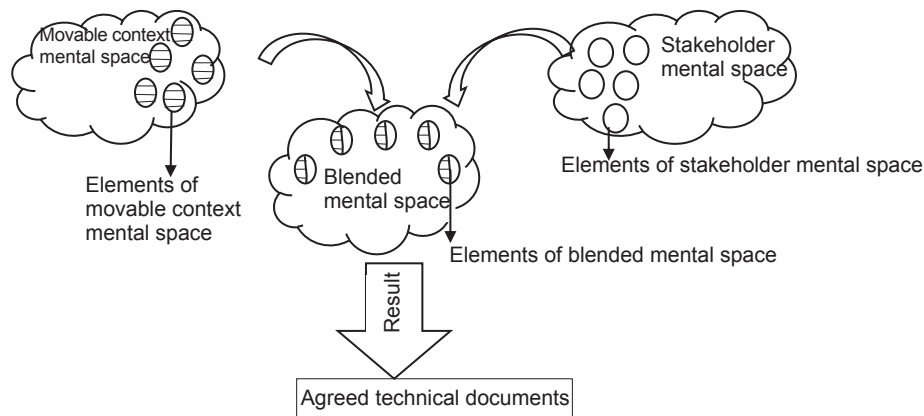 Movable context
mental space
Stakeholder
mental space
Elements of stakeholder mental space
Elements of
movable context
mental space
Blended
mental space
Elements of blended mental space
Result
Agreed technical documents